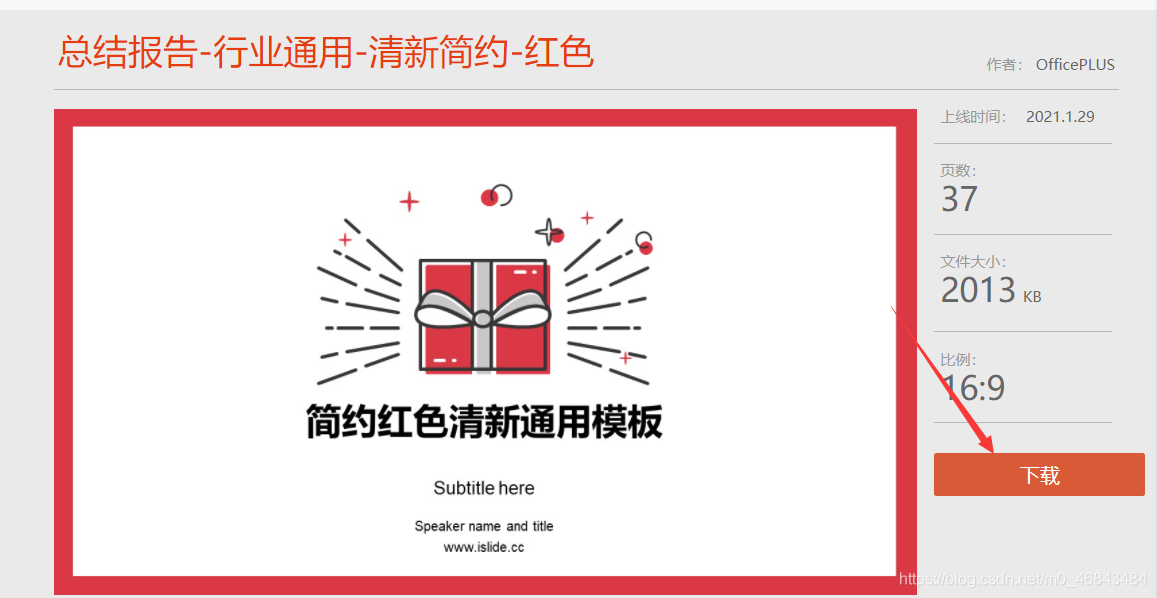 总结报告-行业通用-清新简约-红色
作者： OfficePLUS
上线时间： 2021.1.29
页数：
37
文件大小：
2013 KB
比例：
16:9
下载
简约红色清新通用模板
Subtitle here
Speaker name and title
www.islide.cc
https://blog.csdn.net/m0_46843484